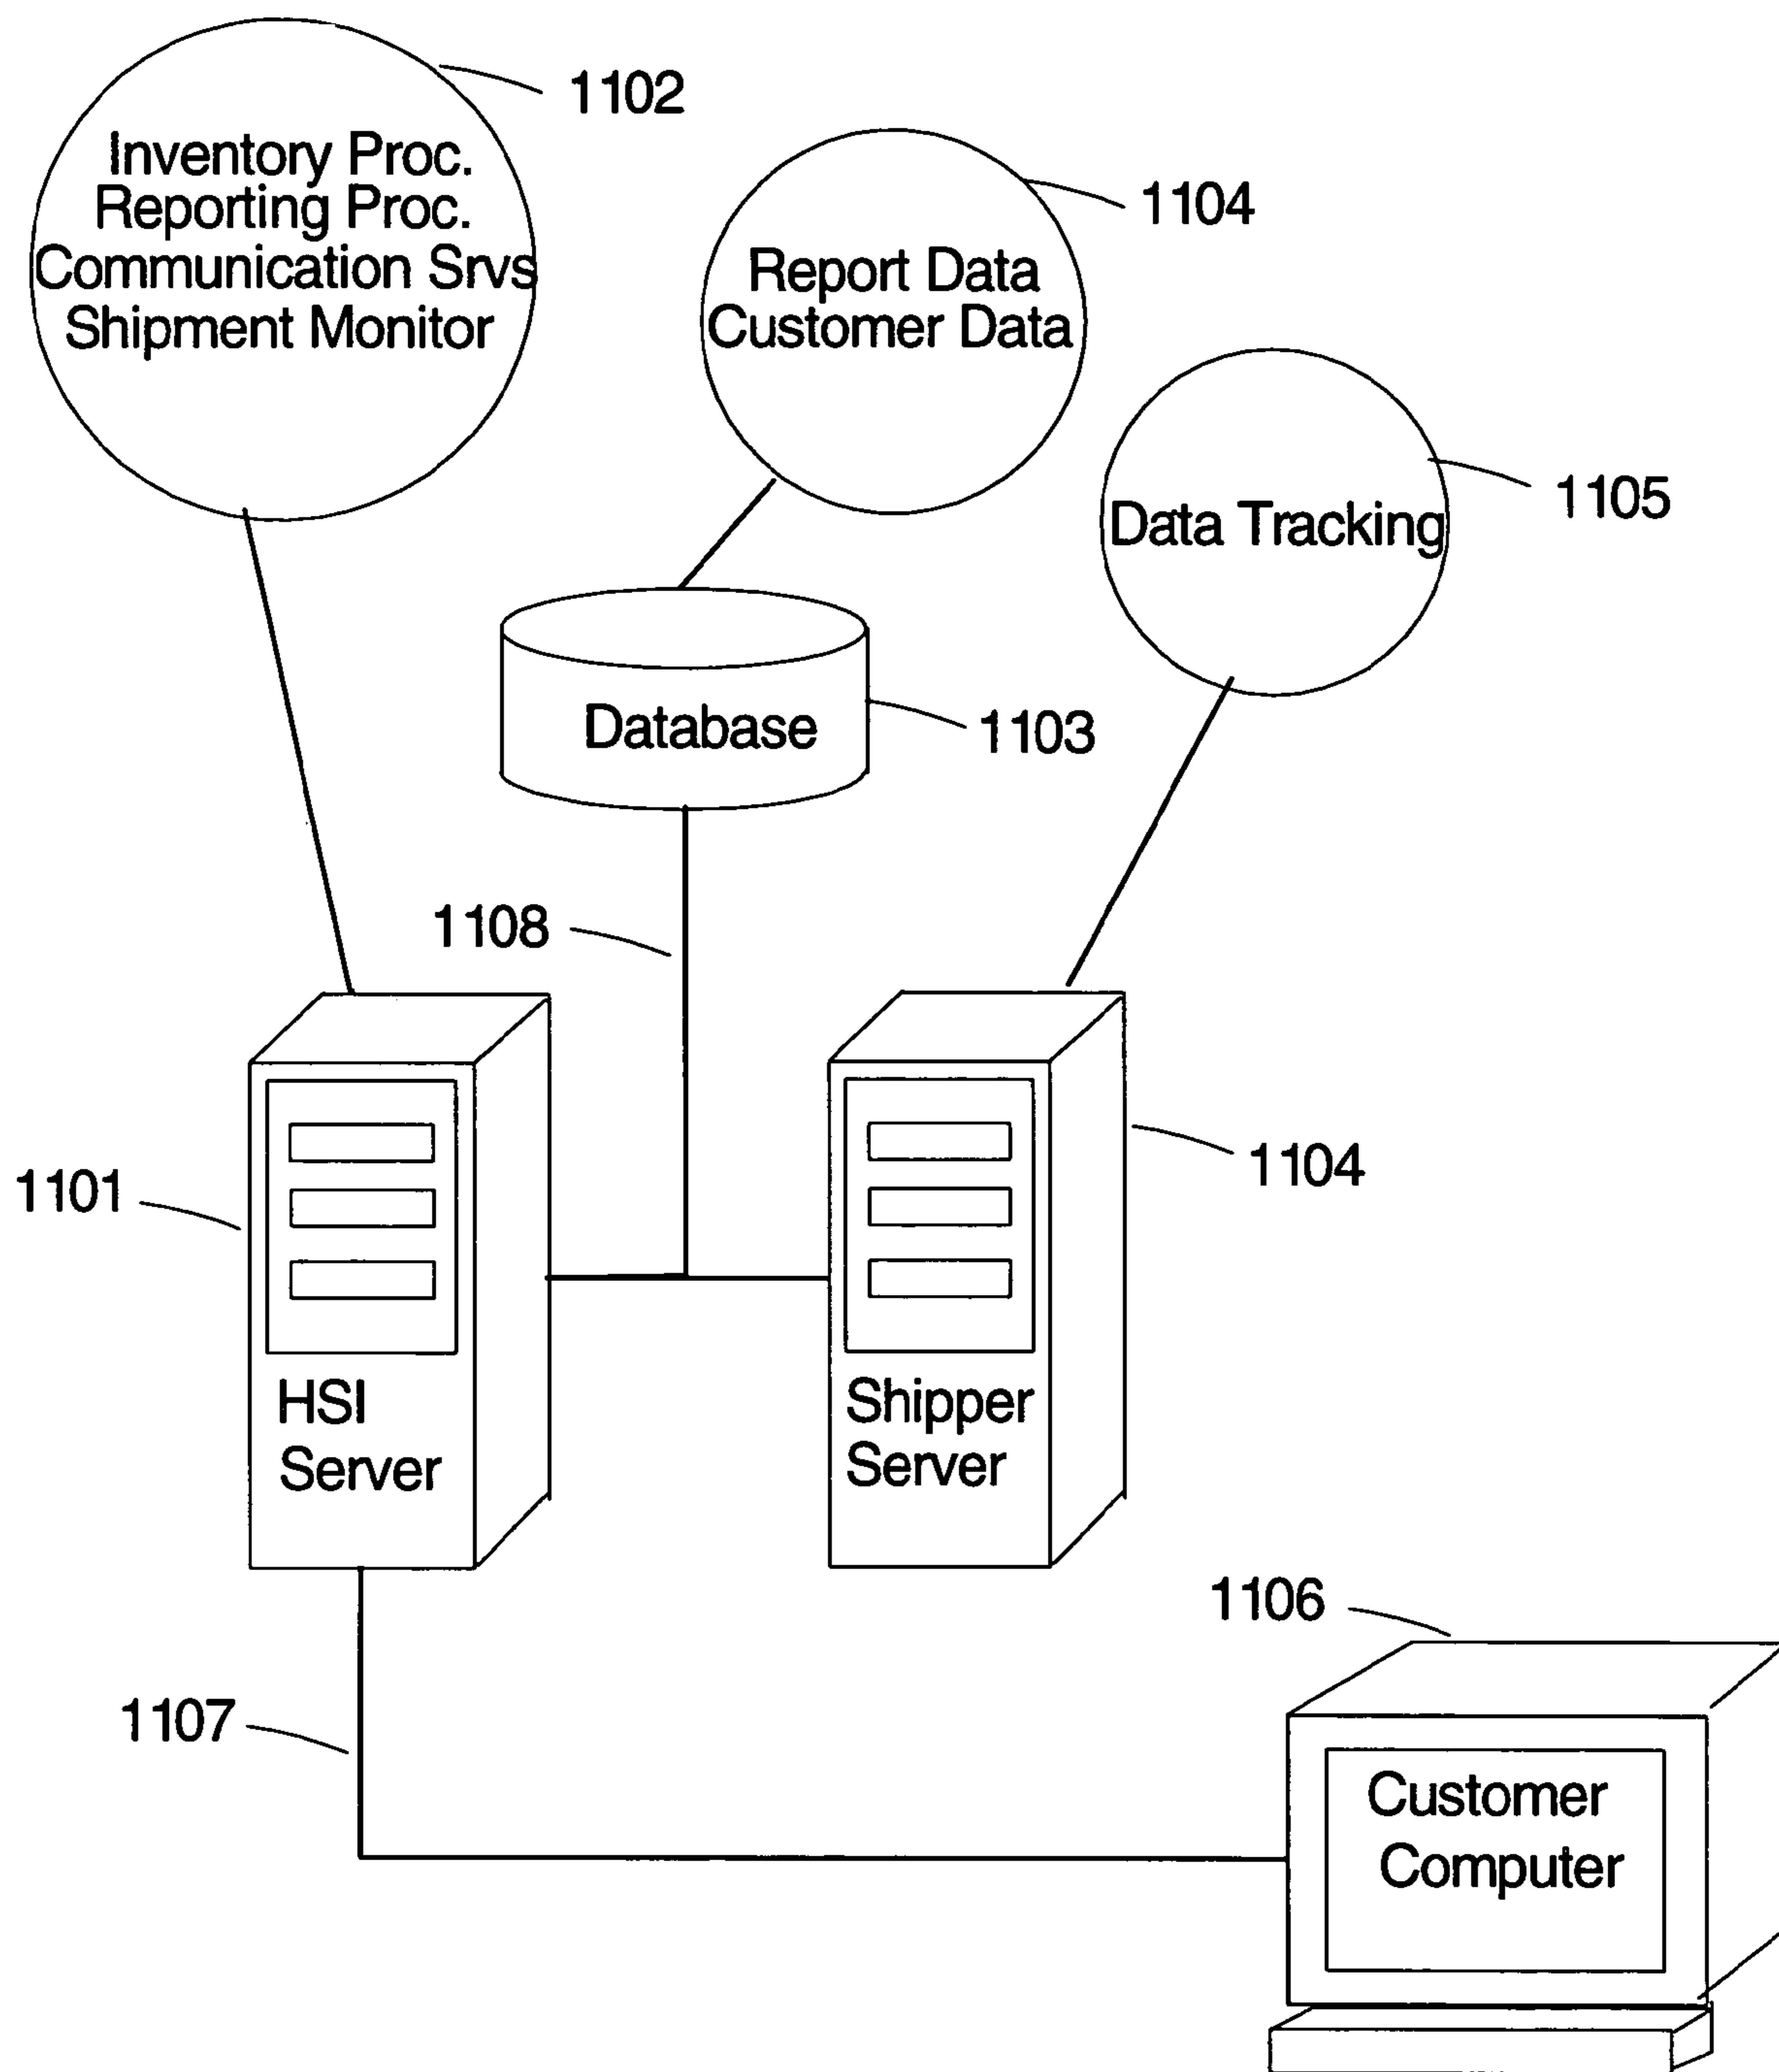 1102
Inventory Proc.
Reporting Proc.
Communication Srvs
Shipment Monitor
1104
Report Data
Customer Data
1105
Data Tracking
Database
1103
1108
1101
1104
HSI
Server
Shipper
Server
1106
1107
Customer
Computer